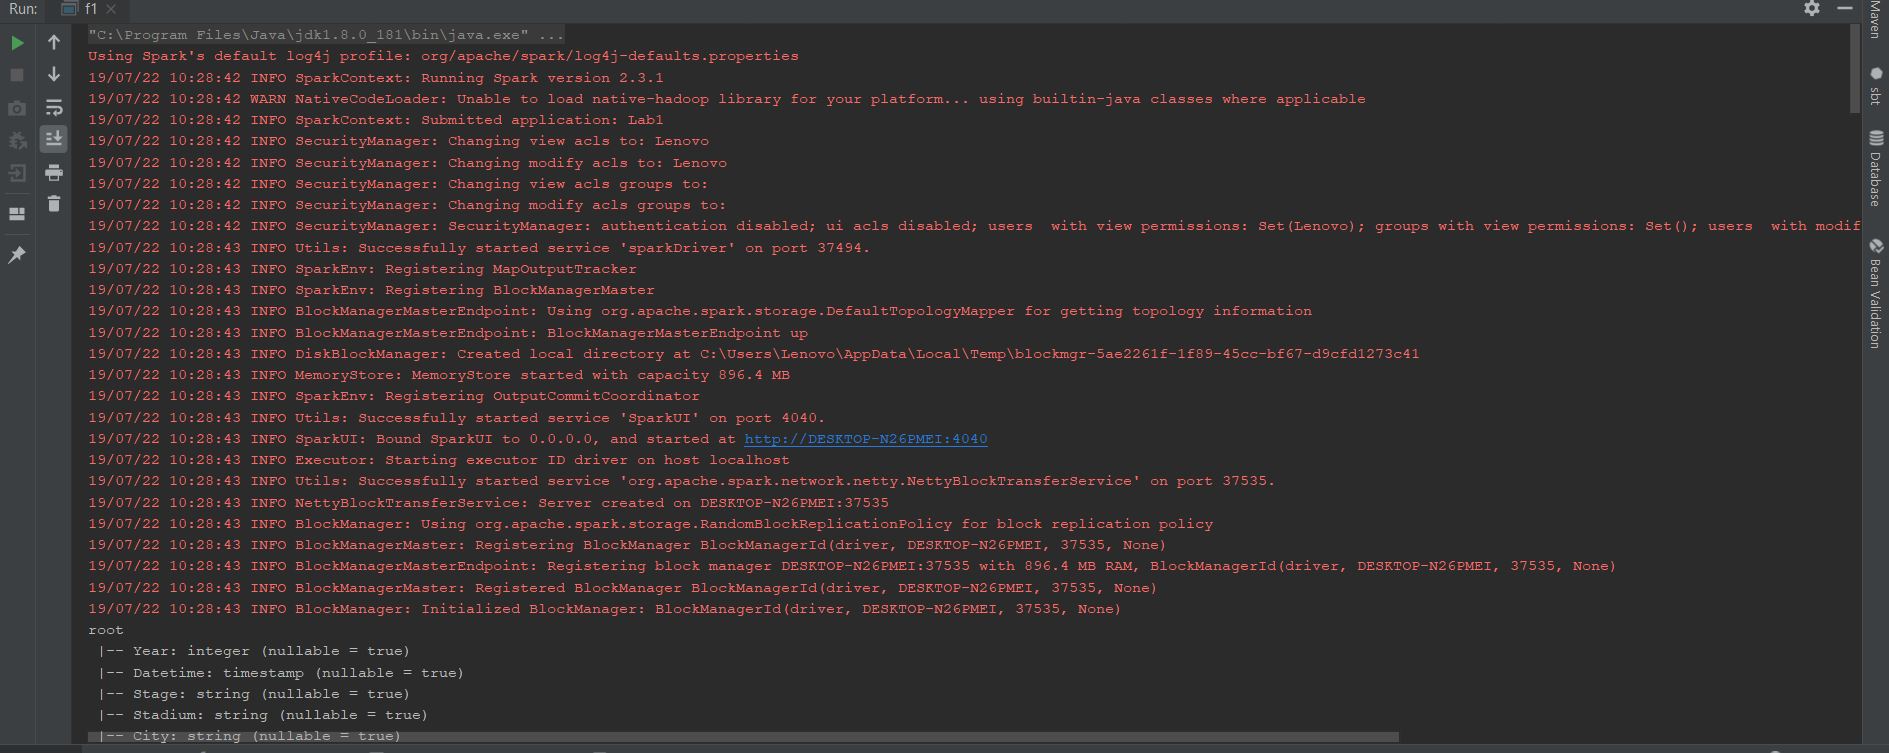 Run: f1
"C:\Program Files\Java\jdk1.8.0_181\bin\java.exe" ...
Using Spark's default log4j profile: org/apache/spark/log4j-defaults.properties
19/07/22 10:28:42 INFO SparkContext: Running Spark version 2.3.1
19/07/22 10:28:42 WARN NativeCodeLoader: Unable to load native-hadoop library for your platform... using builtin-java classes where applicable
19/07/22 10:28:42 INFO SparkContext: Submitted application: Lab1
19/07/22 10:28:42 INFO SecurityManager: Changing view acls to: Lenovo
19/07/22 10:28:42 INFO SecurityManager: Changing modify acls to: Lenovo
19/07/22 10:28:42 INFO SecurityManager: Changing view acls groups to:
19/07/22 10:28:42 INFO SecurityManager: Changing modify acls groups to:
19/07/22 10:28:42 INFO SecurityManager: SecurityManager: authentication disabled; ui acls disabled; users  with view permissions: Set(Lenovo); groups with view permissions: Set(); users  with modif
19/07/22 10:28:43 INFO Utils: Successfully started service 'sparkDriver' on port 37494.
19/07/22 10:28:43 INFO SparkEnv: Registering MapOutputTracker
19/07/22 10:28:43 INFO SparkEnv: Registering BlockManagerMaster
19/07/22 10:28:43 INFO BlockManagerMasterEndpoint: Using org.apache.spark.storage.DefaultTopologyMapper for getting topology information
19/07/22 10:28:43 INFO BlockManagerMasterEndpoint: BlockManagerMasterEndpoint up
19/07/22 10:28:43 INFO DiskBlockManager: Created local directory at C:\Users\Lenovo\AppData\Local\Temp\blockmgr-5ae2261f-1f89-45cc-bf67-d9cfd1273c41
19/07/22 10:28:43 INFO MemoryStore: MemoryStore started with capacity 896.4 MB
19/07/22 10:28:43 INFO SparkEnv: Registering OutputCommitCoordinator
19/07/22 10:28:43 INFO Utils: Successfully started service 'SparkUI' on port 4040.
19/07/22 10:28:43 INFO SparkUI: Bound SparkUI to 0.0.0.0, and started at http://DESKTOP-N26PMEI:4040
19/07/22 10:28:43 INFO Executor: Starting executor ID driver on host localhost
19/07/22 10:28:43 INFO Utils: Successfully started service 'org.apache.spark.network.netty.NettyBlockTransferService' on port 37535.
19/07/22 10:28:43 INFO NettyBlockTransferService: Server created on DESKTOP-N26PMEI:37535
19/07/22 10:28:43 INFO BlockManager: Using org.apache.spark.storage.RandomBlockReplicationPolicy for block replication policy
19/07/22 10:28:43 INFO BlockManagerMaster: Registering BlockManager BlockManagerId(driver, DESKTOP-N26PMEI, 37535, None)
19/07/22 10:28:43 INFO BlockManagerMasterEndpoint: Registering block manager DESKTOP-N26PMEI:37535 with 896.4 MB RAM, BlockManagerId(driver, DESKTOP-N26PMEI, 37535, None)
19/07/22 10:28:43 INFO BlockManagerMaster: Registered BlockManager BlockManagerId(driver, DESKTOP-N26PMEI, 37535, None)
19/07/22 10:28:43 INFO BlockManager: Initialized BlockManager: BlockManagerId(driver, DESKTOP-N26PMEI, 37535, None)
root
 |-- Year: integer (nullable = true)
 |-- Datetime: timestamp (nullable = true)
 |-- Stage: string (nullable = true)
 |-- Stadium: string (nullable = true)
 |-- City: string (nullable = true)
Maven
sbt
Database
Bean Validation